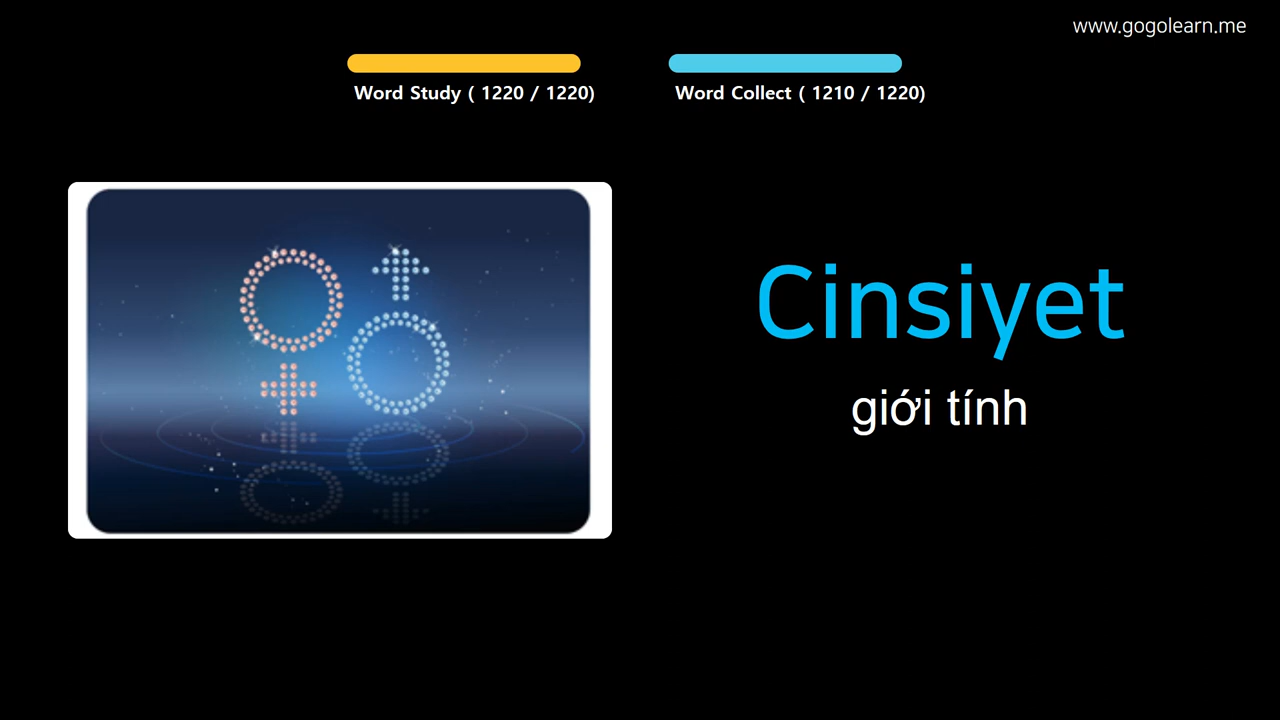 www.gogolearn.me
Word Study ( 1220 / 1220)
Word Collect ( 1210 / 1220)
Cinsiyet
giới tính